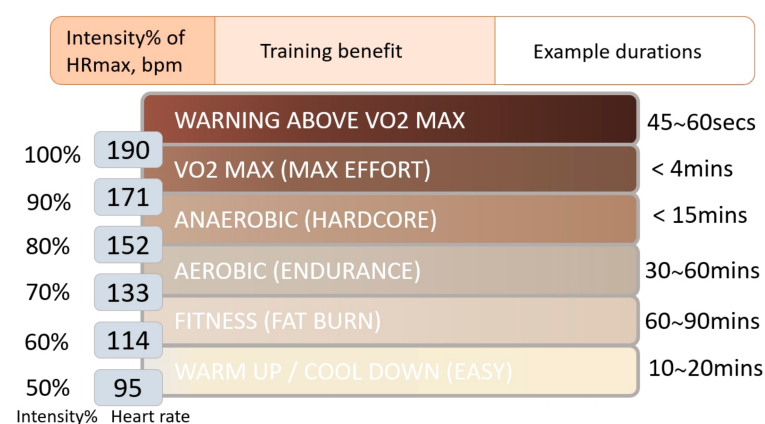 Intensity% of
HRmax, bpm
Training benefit
Example durations
WARNING ABOVE VO2 MAX
45~60secs
100%
190
VO2 MAX (MAX EFFORT)
< 4mins
90%
171
ANAEROBIC (HARDCORE)
< 15mins
80%
152
AEROBIC (ENDURANCE)
30~60mins
70%
133
FITNESS (FAT BURN)
60~90mins
60%
114
WARM UP / COOL DOWN (EASY)
10~20mins
50%
95
Intensity% Heart rate